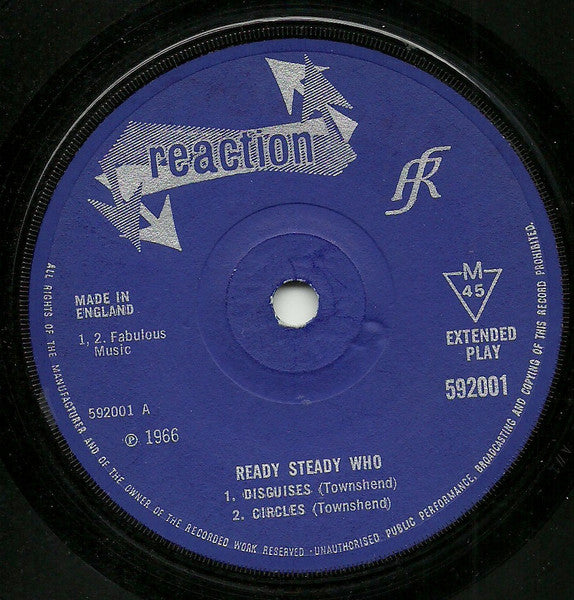 reaction
R
MADE IN
ENGLAND
1, 2. Fabulous
Music
592001 A
℗ 1966
M
45
EXTENDED
PLAY
592001
READY STEADY WHO
1. DISGUISES (Townshend)
2. CIRCLES (Townshend)
ALL RIGHTS OF THE MANUFACTURER AND OF THE OWNER OF THE RECORDED WORK RESERVED · UNAUTHORISED PUBLIC PERFORMANCE, BROADCASTING AND COPYING OF THIS RECORD PROHIBITED.